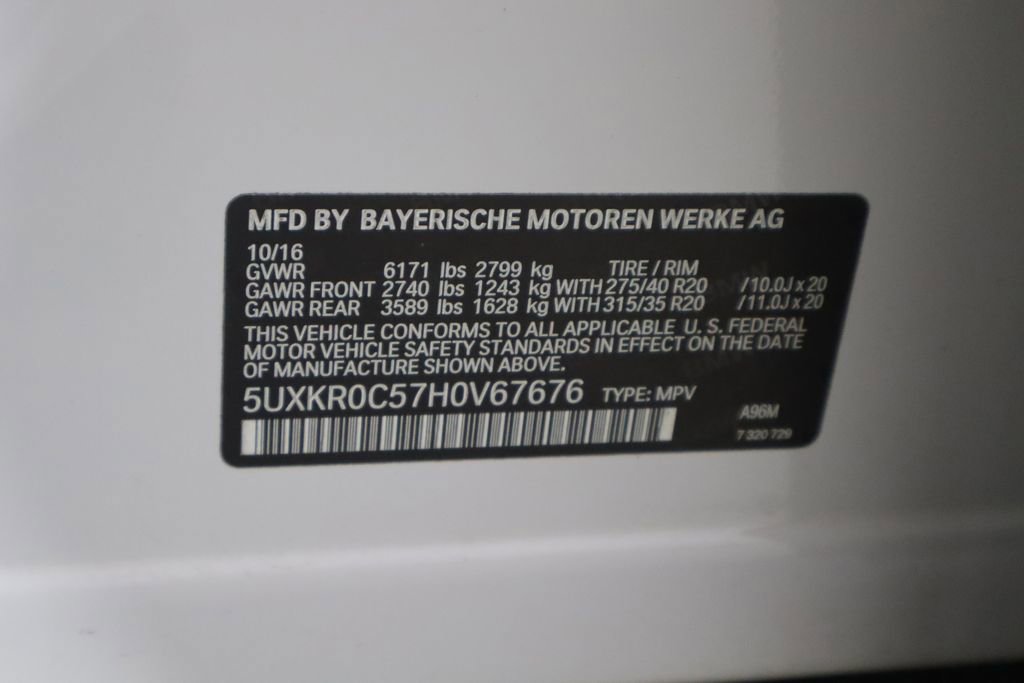 MFD BY BAYERISCHE MOTOREN WERKE AG
10/16
GVWR 6171 lbs 2799 kg TIRE / RIM
GAWR FRONT 2740 lbs 1243 kg WITH 275/40 R20 /10.0J x 20
GAWR REAR 3589 lbs 1628 kg WITH 315/35 R20 /11.0J x 20
THIS VEHICLE CONFORMS TO ALL APPLICABLE U. S. FEDERAL
MOTOR VEHICLE SAFETY STANDARDS IN EFFECT ON THE DATE
OF MANUFACTURE SHOWN ABOVE.
5UXKR0C57H0V67676 TYPE: MPV
A96M
7 320 729